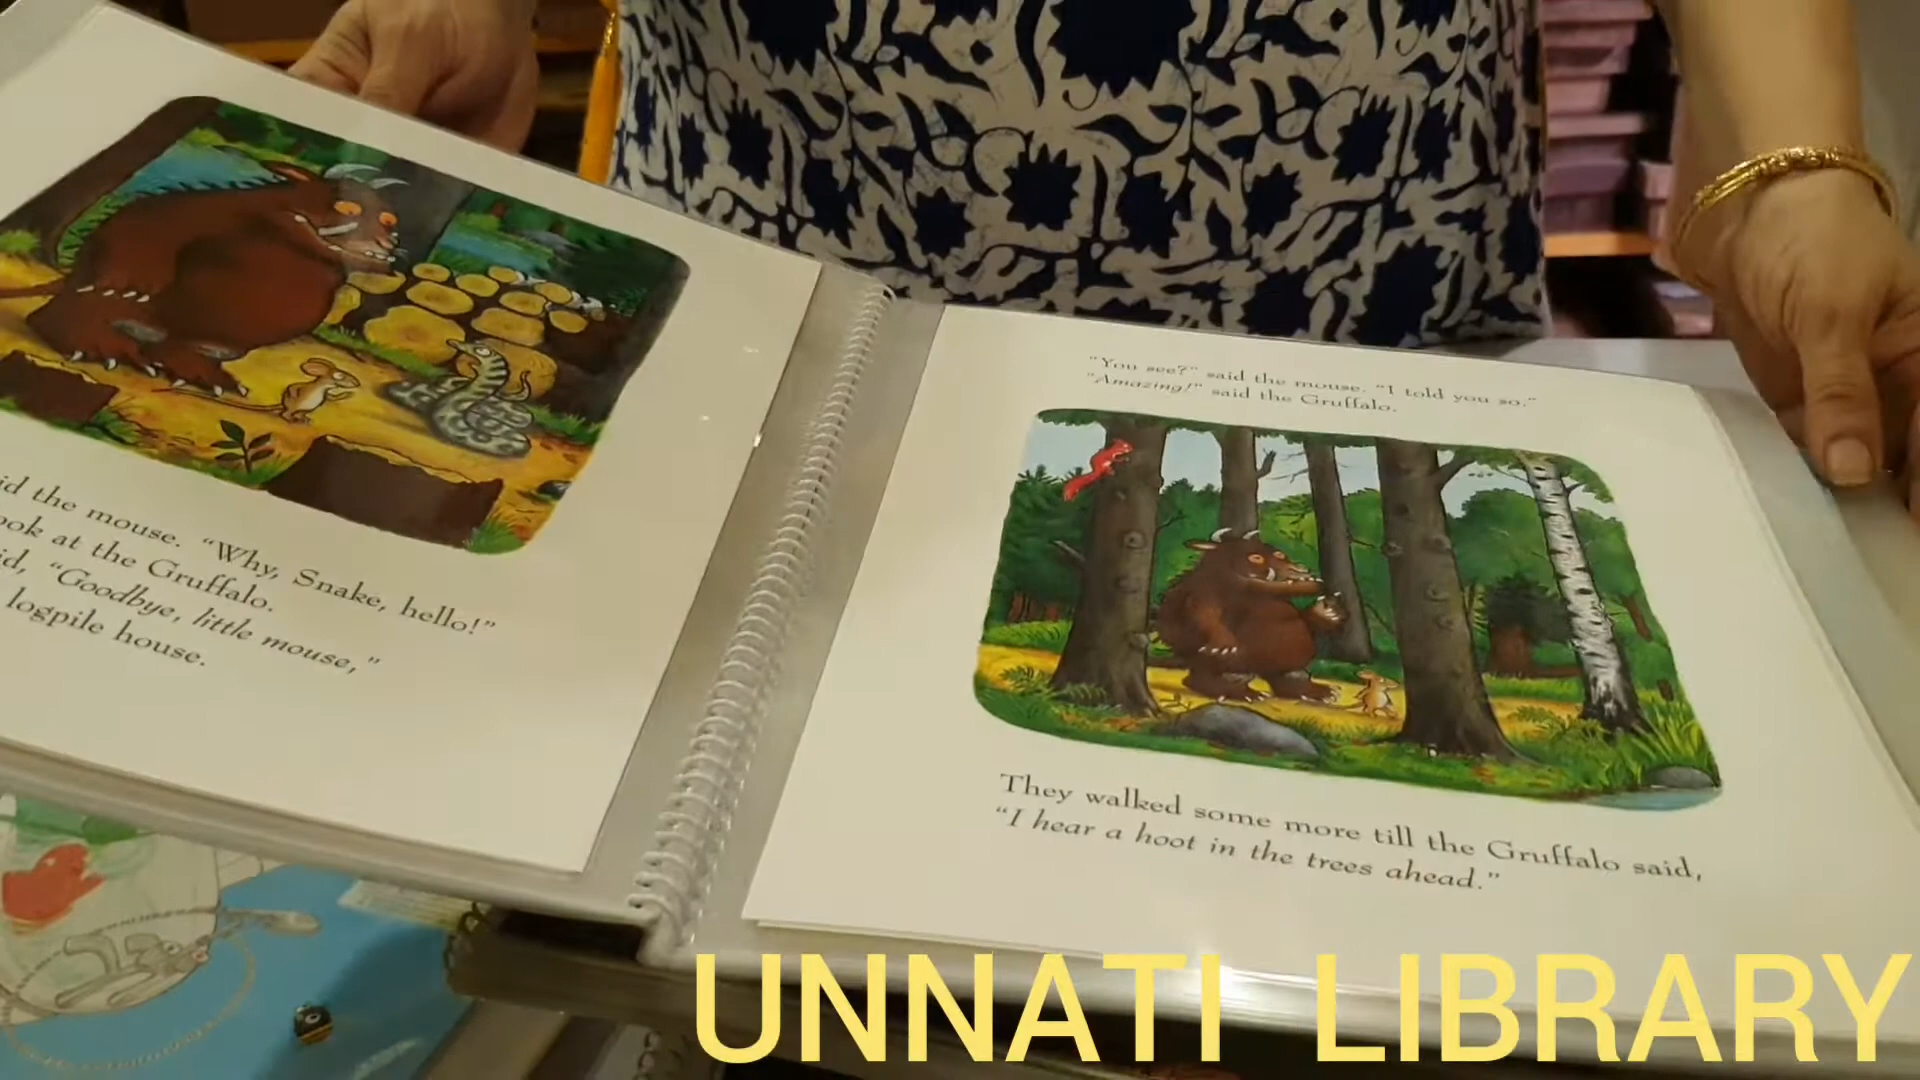 id the mouse. “Why, Snake, hello!”
ook at the Gruffalo.
id, “Goodbye, little mouse,”
logpile house.
“You see?” said the mouse. “I told you so.”
“Amazing!” said the Gruffalo.
They walked some more till the Gruffalo said,
“I hear a hoot in the trees ahead.”
UNNATI LIBRARY